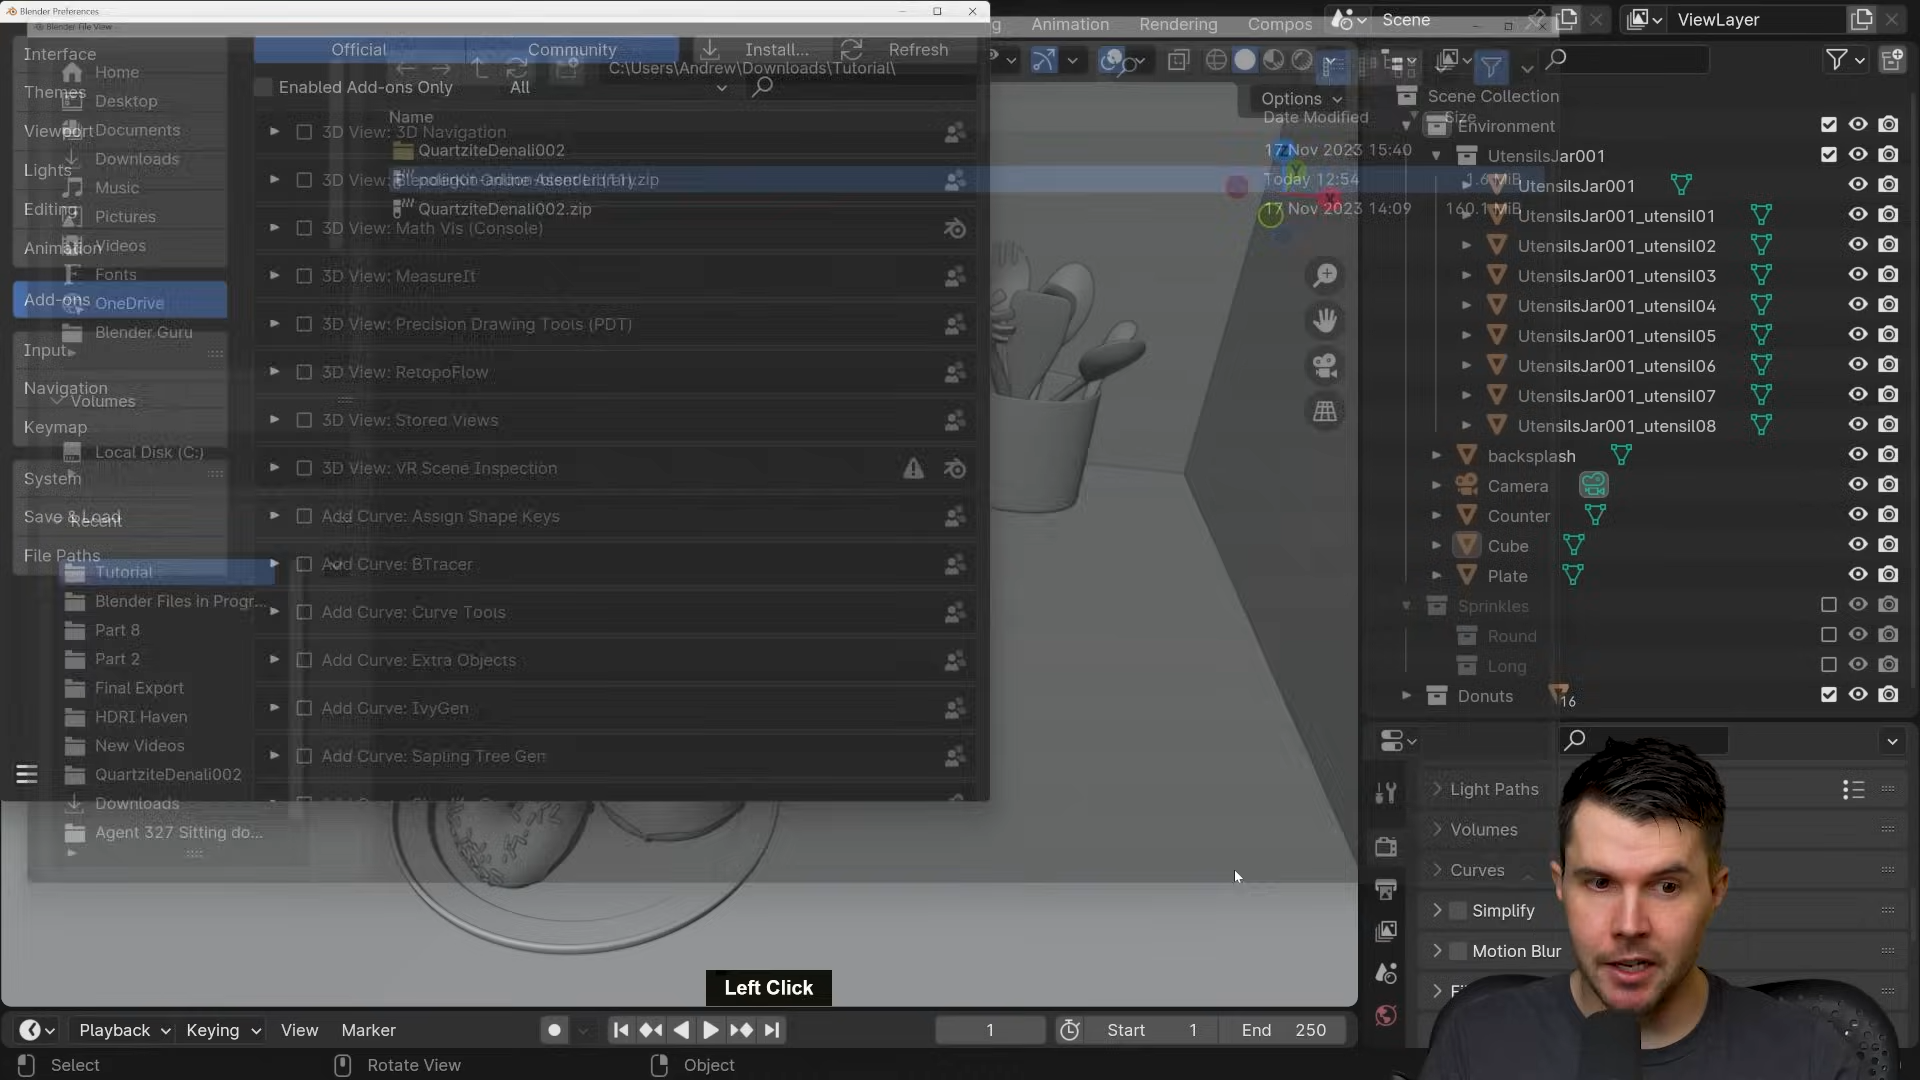 Blender Preferences
Blender File View
Animation
Rendering
Compos
Scene
ViewLayer
Interface
Themes
Viewport
Lights
Editing
Animation
Add-ons
Input
Navigation
Keymap
System
Save & Load
File Paths
Home
Desktop
Documents
Downloads
Music
Pictures
Videos
Fonts
OneDrive
Blender Guru
Volumes
Local Disk (C:)
Recent
Tutorial
Blender Files in Progr...
Part 8
Part 2
Final Export
HDRI Haven
New Videos
QuartziteDenali002
Downloads
Agent 327 Sitting do...
Official
Community
Install...
Refresh
C:\Users\Andrew\Downloads\Tutorial\
Enabled Add-ons Only
All
Name
Date Modified
Size
3D View: 3D Navigation
QuartziteDenali002
17 Nov 2023 15:40
3D View:
Today 12:54
1.6 MiB
QuartziteDenali002.zip
17 Nov 2023 14:09
160.1 MiB
3D View: Math Vis (Console)
3D View: MeasureIt
3D View: Precision Drawing Tools (PDT)
3D View: RetopoFlow
3D View: Stored Views
3D View: VR Scene Inspection
Add Curve: Assign Shape Keys
Add Curve: BTracer
Add Curve: Curve Tools
Add Curve: Extra Objects
Add Curve: IvyGen
Add Curve: Sapling Tree Gen
Options
Z
Y
X
Scene Collection
Environment
UtensilsJar001
UtensilsJar001
UtensilsJar001_utensil01
UtensilsJar001_utensil02
UtensilsJar001_utensil03
UtensilsJar001_utensil04
UtensilsJar001_utensil05
UtensilsJar001_utensil06
UtensilsJar001_utensil07
UtensilsJar001_utensil08
backsplash
Camera
Counter
Cube
Plate
Sprinkles
Round
Long
Donuts
16
Light Paths
Volumes
Curves
Simplify
Motion Blur
Left Click
Playback
Keying
View
Marker
1
Start
1
End
250
Select
Rotate View
Object